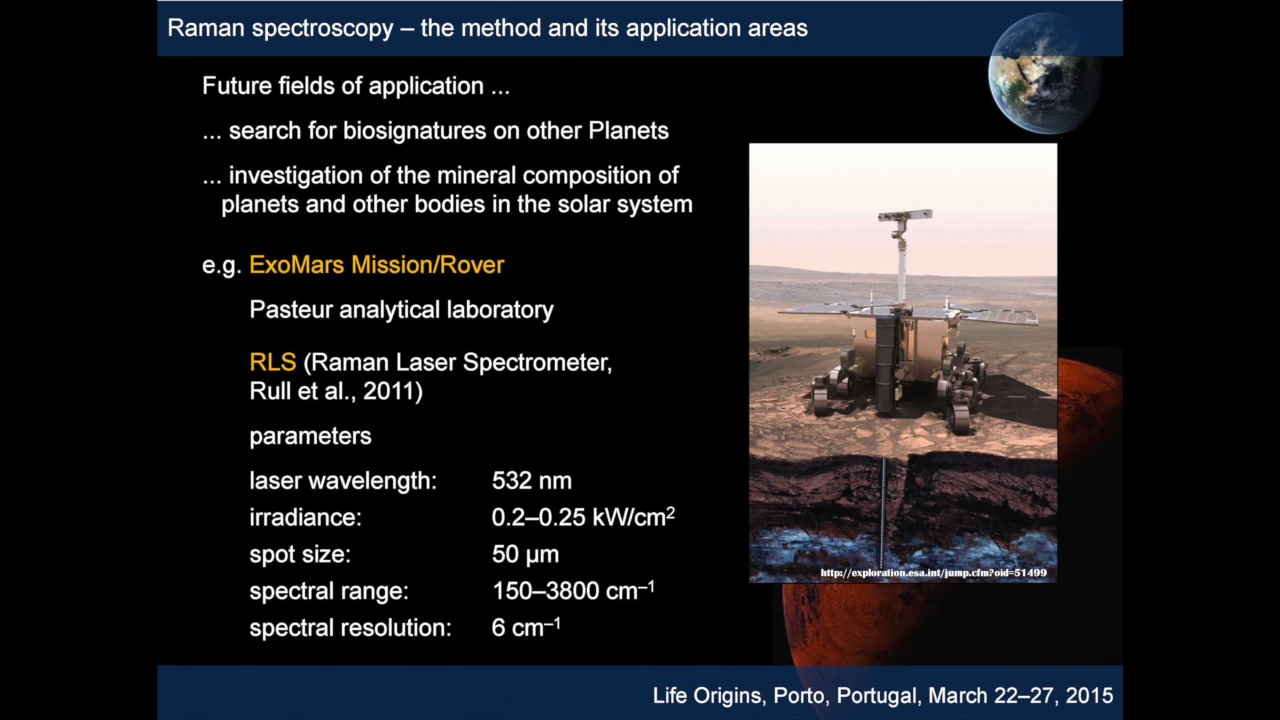 Raman spectroscopy – the method and its application areas
Future fields of application ...
... search for biosignatures on other Planets
... investigation of the mineral composition of
planets and other bodies in the solar system
e.g. ExoMars Mission/Rover
Pasteur analytical laboratory
RLS (Raman Laser Spectrometer,
Rull et al., 2011)
parameters
laser wavelength: 532 nm
irradiance: 0.2–0.25 kW/cm²
spot size: 50 µm
spectral range: 150–3800 cm⁻¹
spectral resolution: 6 cm⁻¹
http://exploration.esa.int/jump.cfm?oid=51499
Life Origins, Porto, Portugal, March 22–27, 2015